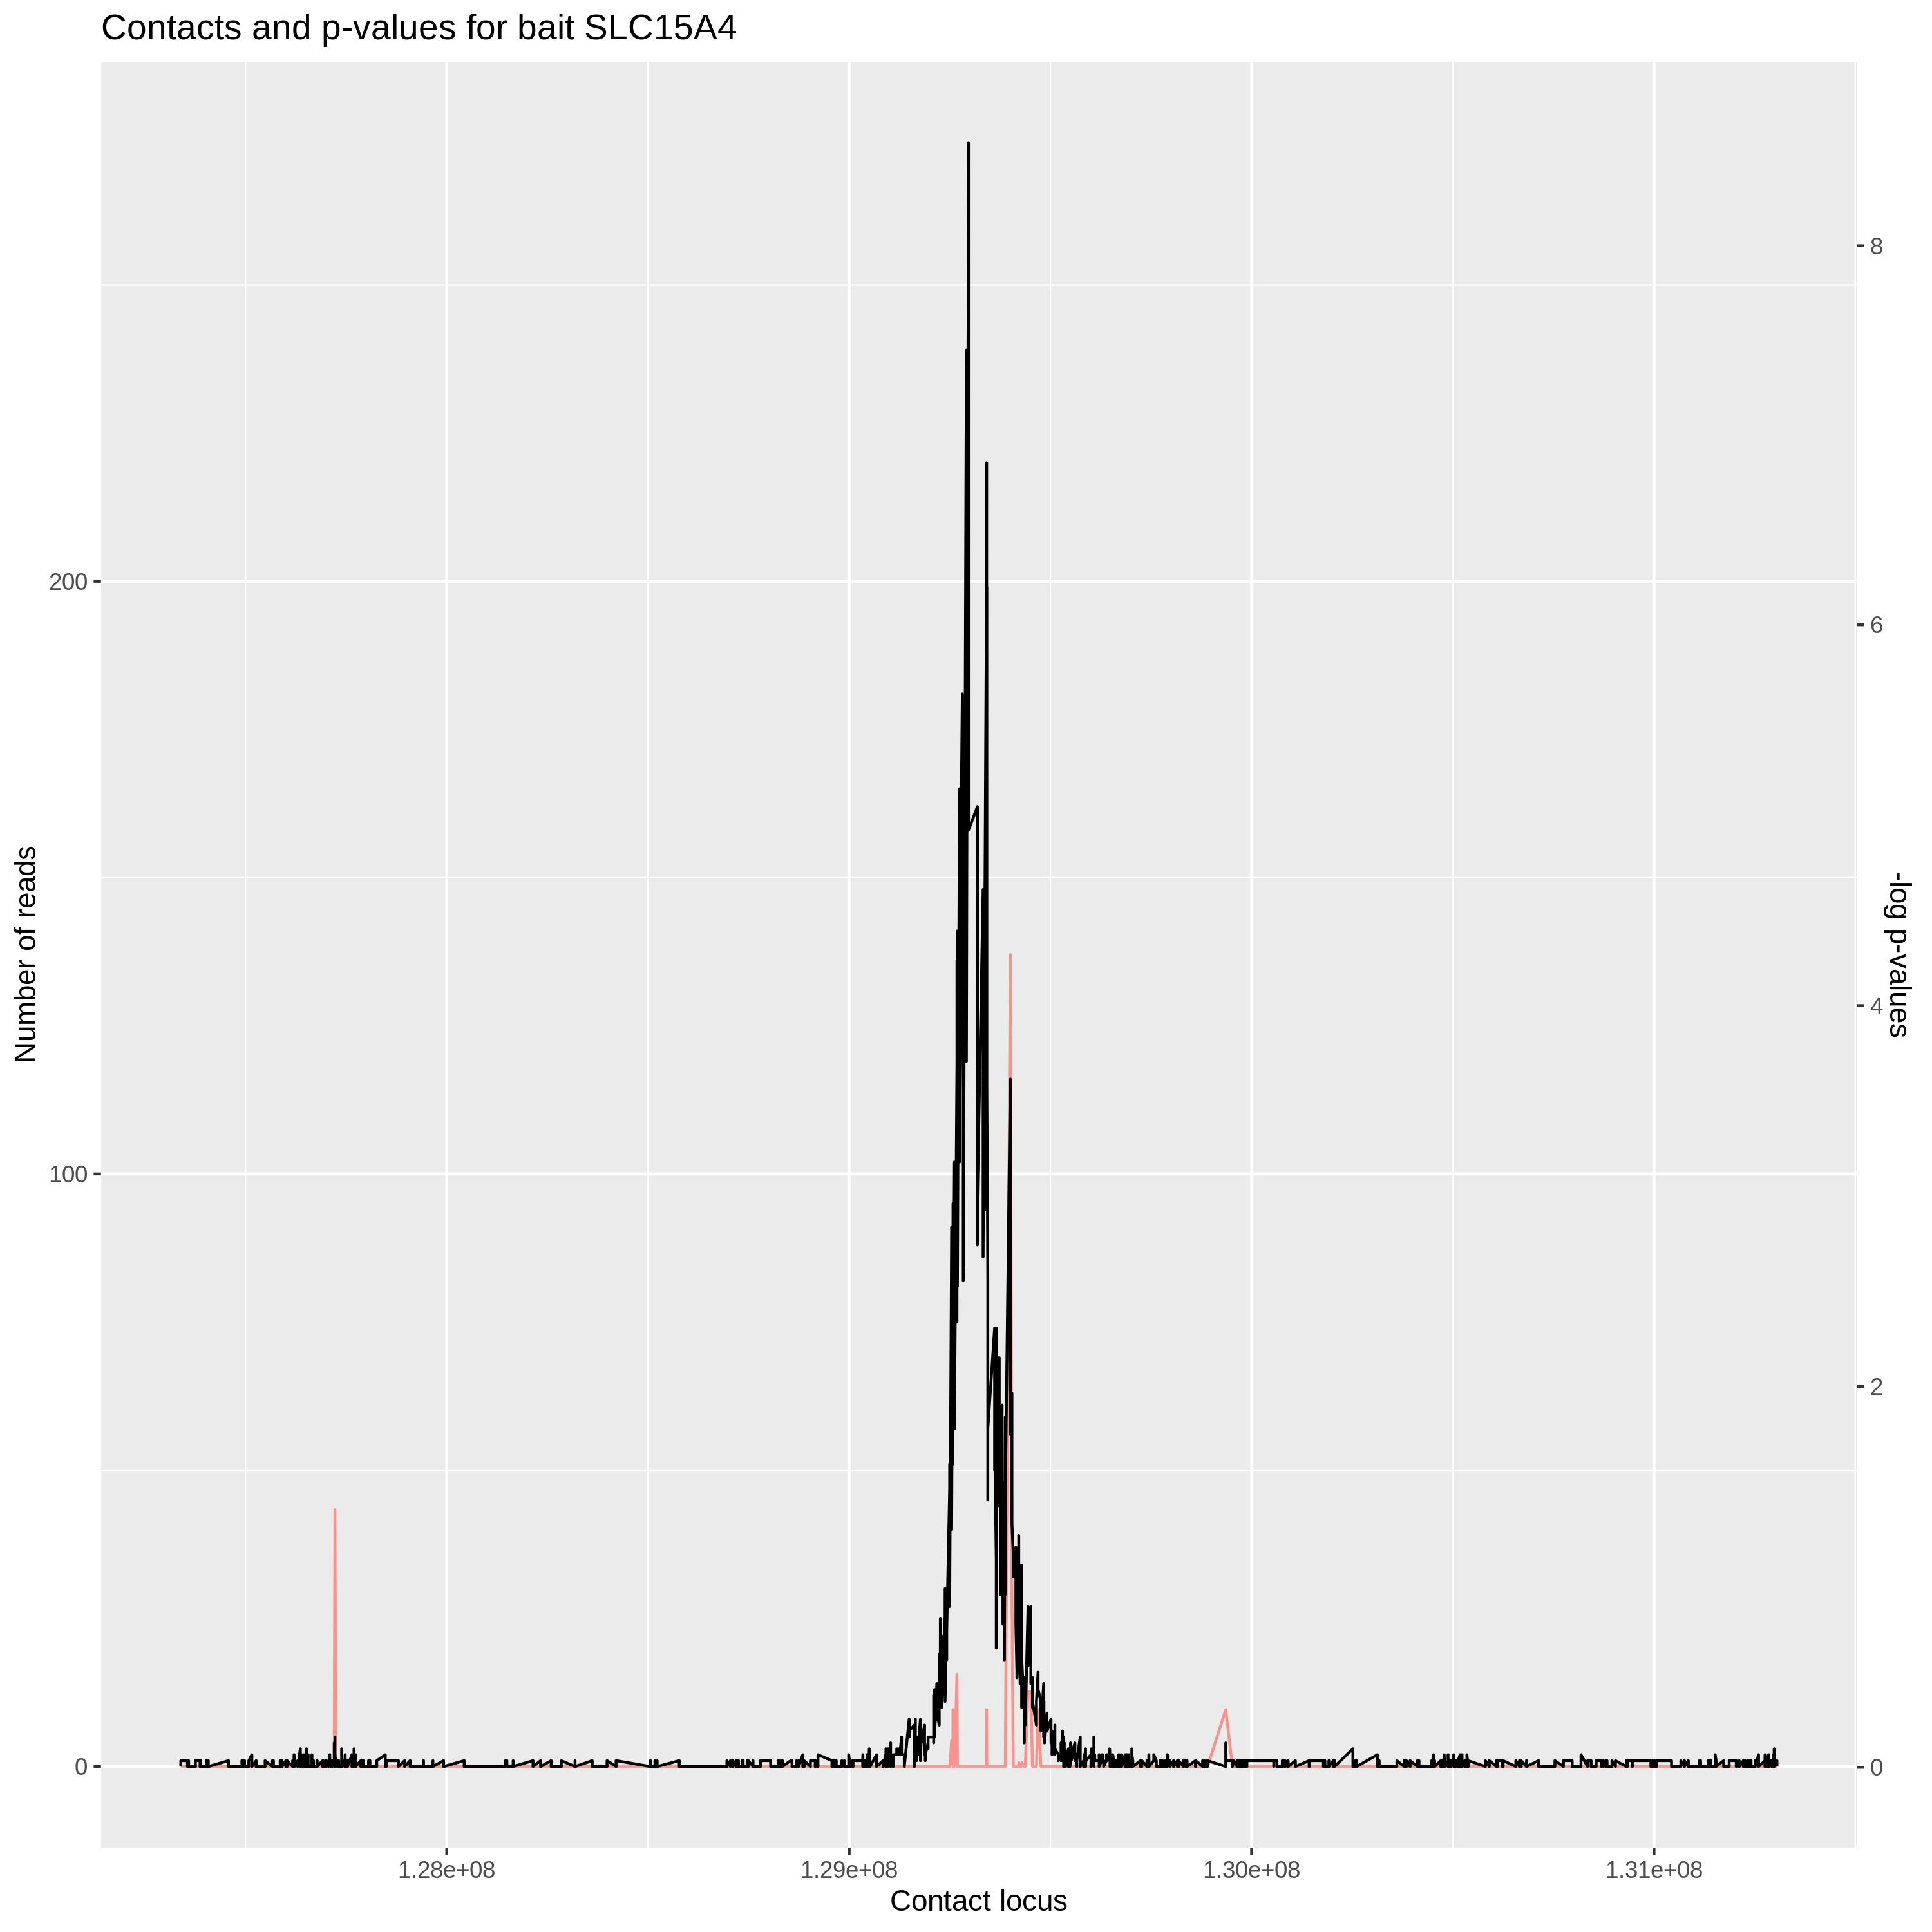 Contacts and p-values for bait SLC15A4
Number of reads
200
100
0
8
6
4
2
0
-log p-values
1.28e+08 1.29e+08 1.30e+08 1.31e+08
Contact locus